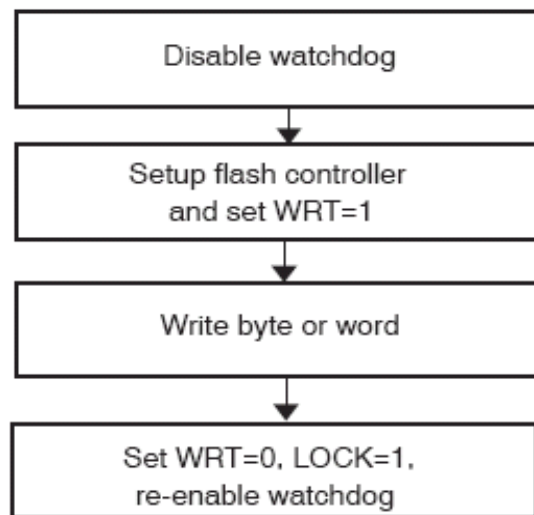 Disable watchdog
Setup flash controller
and set WRT=1
Write byte or word
Set WRT=0, LOCK=1,
re-enable watchdog